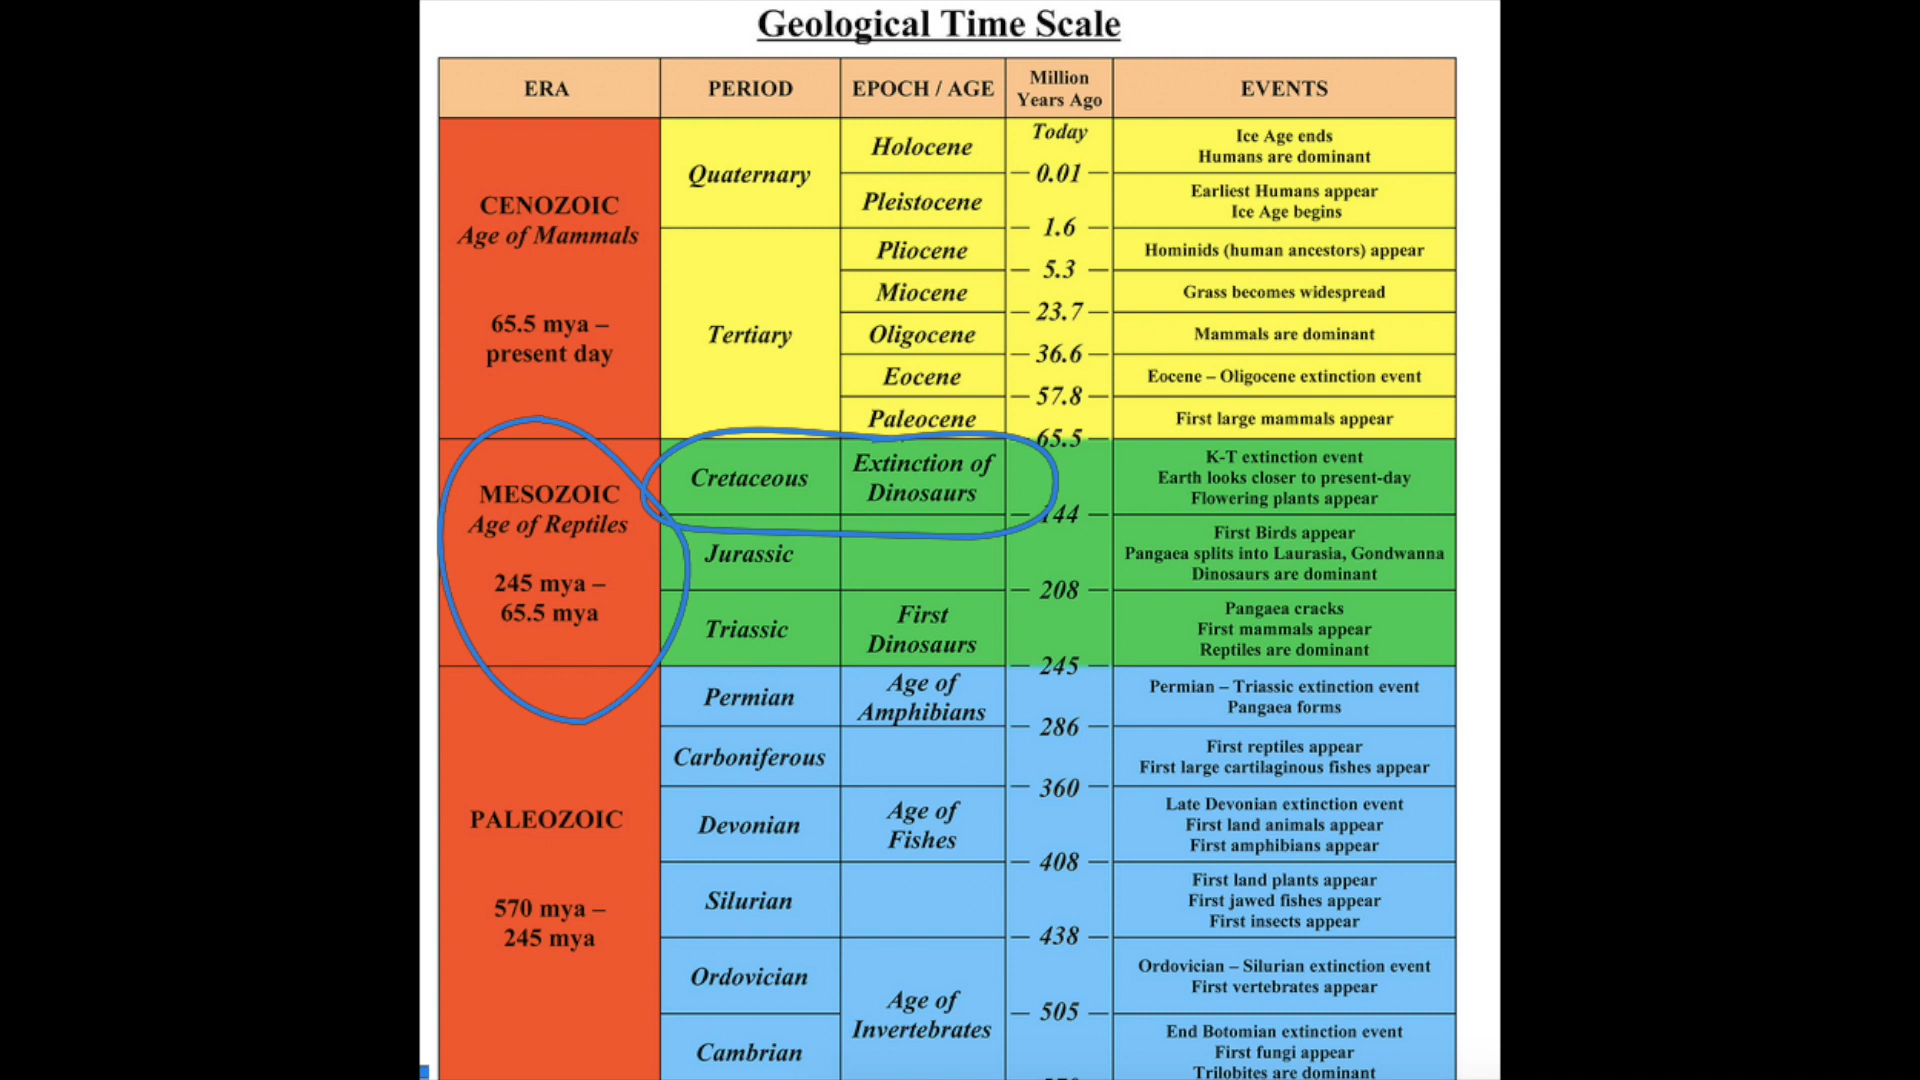 Geological Time Scale
ERA
PERIOD
EPOCH / AGE
Million
Years Ago
EVENTS
CENOZOIC
Age of Mammals
65.5 mya –
present day
Quaternary
Holocene
Today
Ice Age ends
Humans are dominant
0.01
Pleistocene
Earliest Humans appear
Ice Age begins
1.6
Tertiary
Pliocene
Hominids (human ancestors) appear
5.3
Miocene
Grass becomes widespread
23.7
Oligocene
Mammals are dominant
36.6
Eocene
Eocene – Oligocene extinction event
57.8
Paleocene
First large mammals appear
65.5
MESOZOIC
Age of Reptiles
245 mya –
65.5 mya
Cretaceous
Extinction of
Dinosaurs
K-T extinction event
Earth looks closer to present-day
Flowering plants appear
144
Jurassic
First Birds appear
Pangaea splits into Laurasia, Gondwanna
Dinosaurs are dominant
208
Triassic
First
Dinosaurs
Pangaea cracks
First mammals appear
Reptiles are dominant
245
PALEOZOIC
570 mya –
245 mya
Permian
Age of
Amphibians
Permian – Triassic extinction event
Pangaea forms
286
Carboniferous
First reptiles appear
First large cartilaginous fishes appear
360
Devonian
Age of
Fishes
Late Devonian extinction event
First land animals appear
First amphibians appear
408
Silurian
First land plants appear
First jawed fishes appear
First insects appear
438
Ordovician
Age of
Invertebrates
Ordovician – Silurian extinction event
First vertebrates appear
505
Cambrian
End Botomian extinction event
First fungi appear
Trilobites are dominant